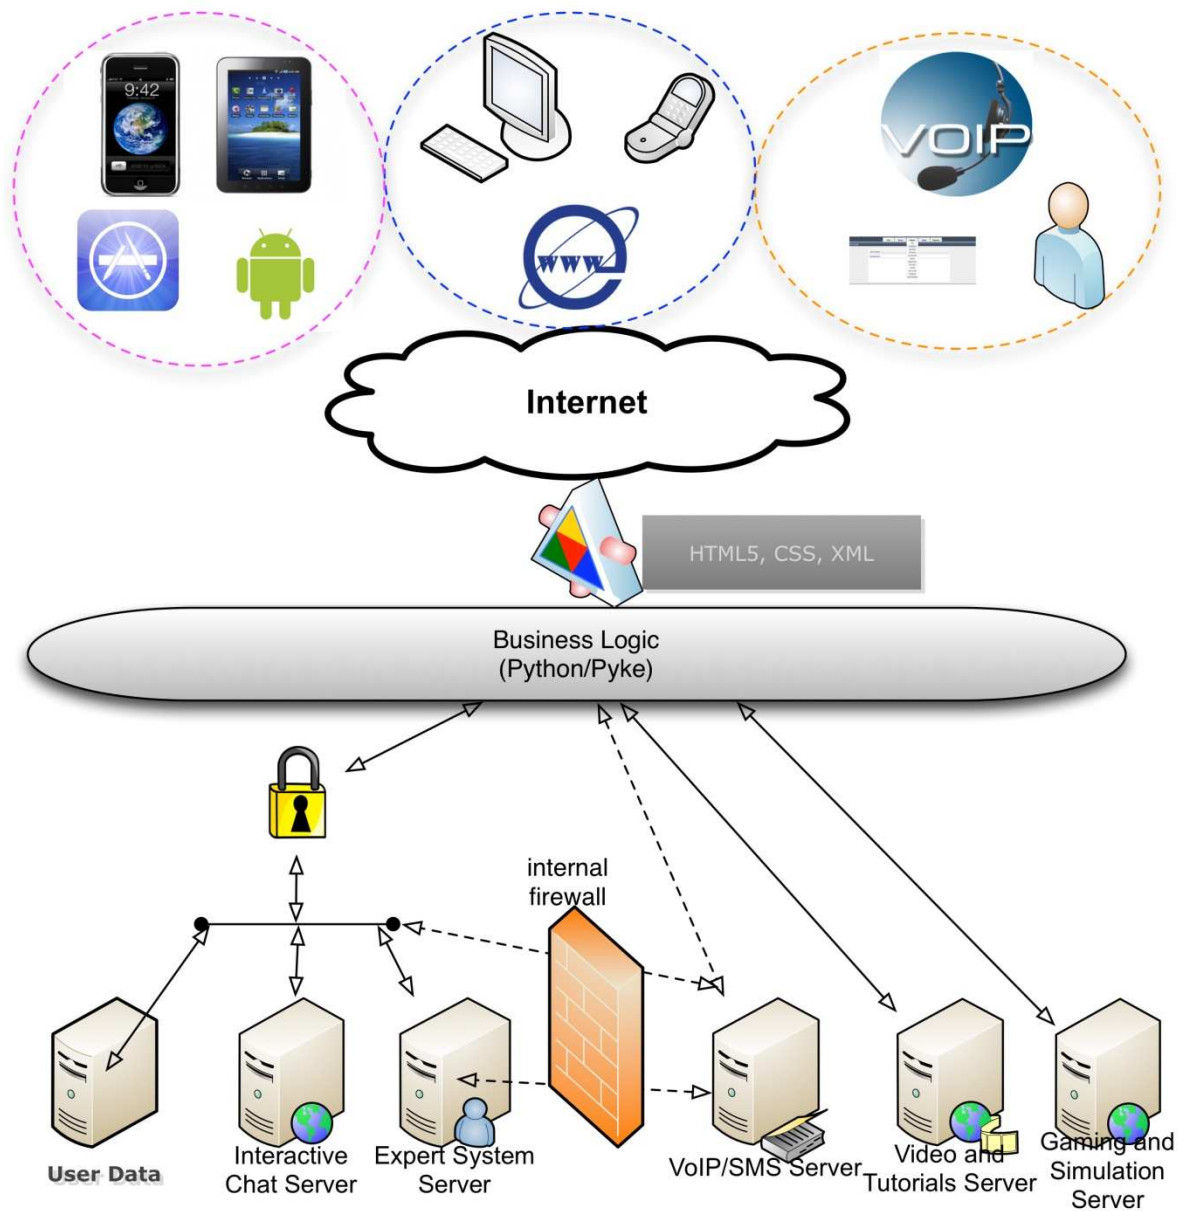 9:42
VOIP
www
Internet
HTML5, CSS, XML
Business Logic
(Python/Pyke)
internal
firewall
User Data
Interactive
Chat Server
Expert System
Server
VoIP/SMS Server
Video and
Tutorials Server
Gaming and
Simulation
Server